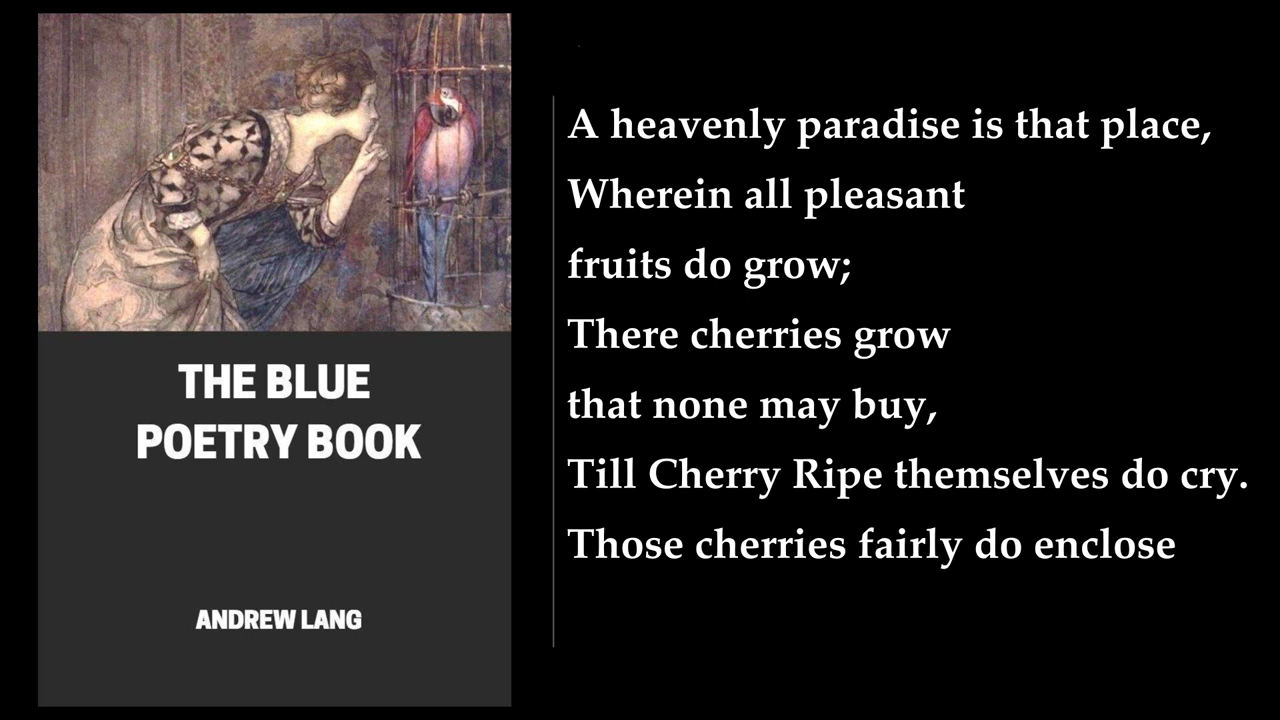 THE BLUE
POETRY BOOK
ANDREW LANG
A heavenly paradise is that place,
Wherein all pleasant
fruits do grow;
There cherries grow
that none may buy,
Till Cherry Ripe themselves do cry.
Those cherries fairly do enclose